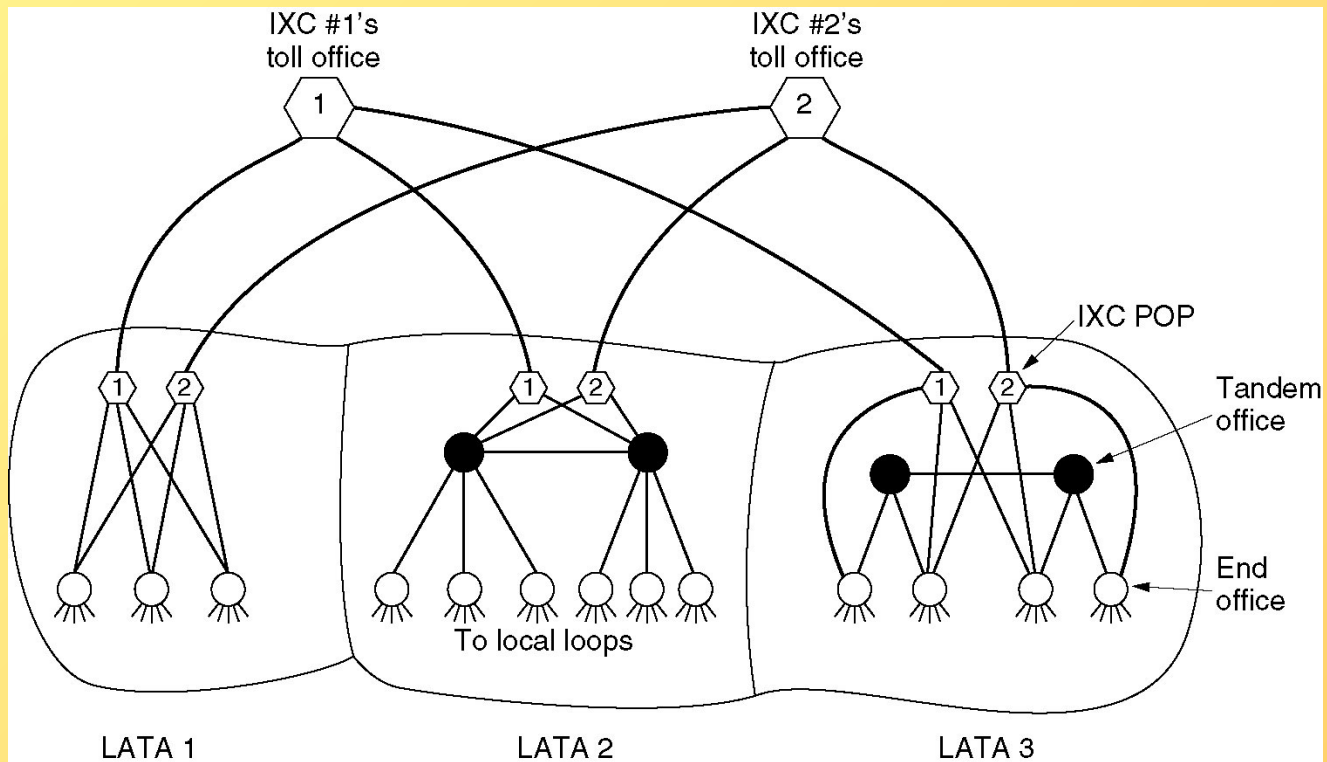 IXC #1's
toll office
IXC #2's
toll office
1
2
IXC POP
1
2
1
2
1
2
Tandem
office
End
office
To local loops
LATA 1
LATA 2
LATA 3